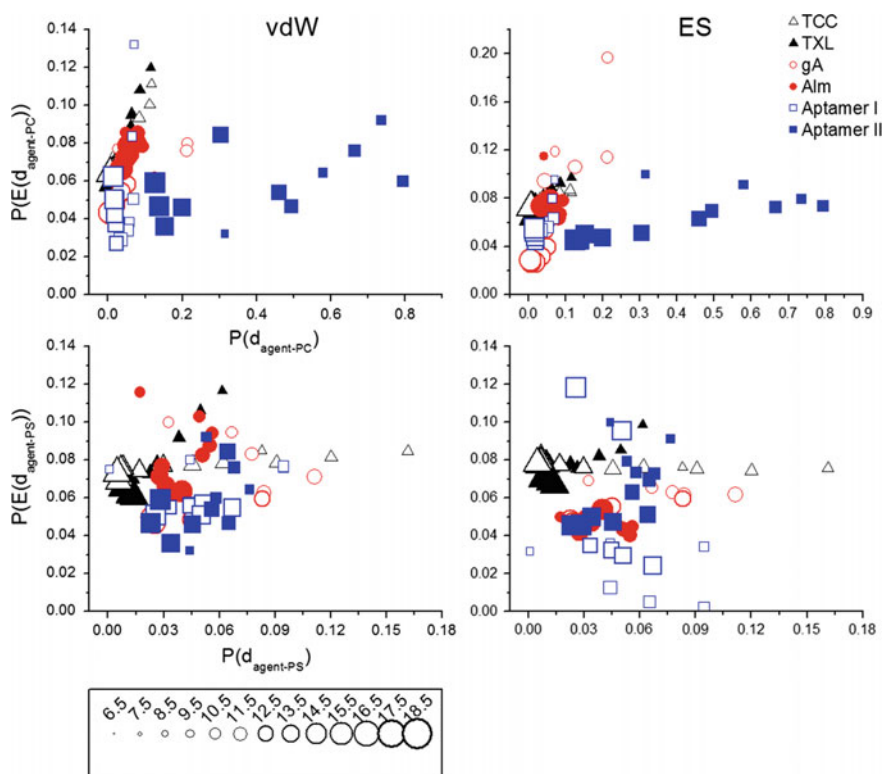 vdW
ES
TCC
TXL
gA
Alm
Aptamer I
Aptamer II
P(E(d_agent-PC))
0.14
0.12
0.10
0.08
0.06
0.04
0.02
0.00
0.0 0.2 0.4 0.6 0.8
P(d_agent-PC)
0.20
0.16
0.12
0.08
0.04
0.00
0.0 0.1 0.2 0.3 0.4 0.5 0.6 0.7 0.8 0.9
P(d_agent-PC)
P(E(d_agent-PS))
0.14
0.12
0.10
0.08
0.06
0.04
0.02
0.00
0.00 0.03 0.06 0.09 0.12 0.15 0.18
P(d_agent-PS)
0.14
0.12
0.10
0.08
0.06
0.04
0.02
0.00
0.00 0.03 0.06 0.09 0.12 0.15 0.18
P(d_agent-PS)
6.5 7.5 8.5 9.5 10.5 11.5 12.5 13.5 14.5 15.5 16.5 17.5 18.5